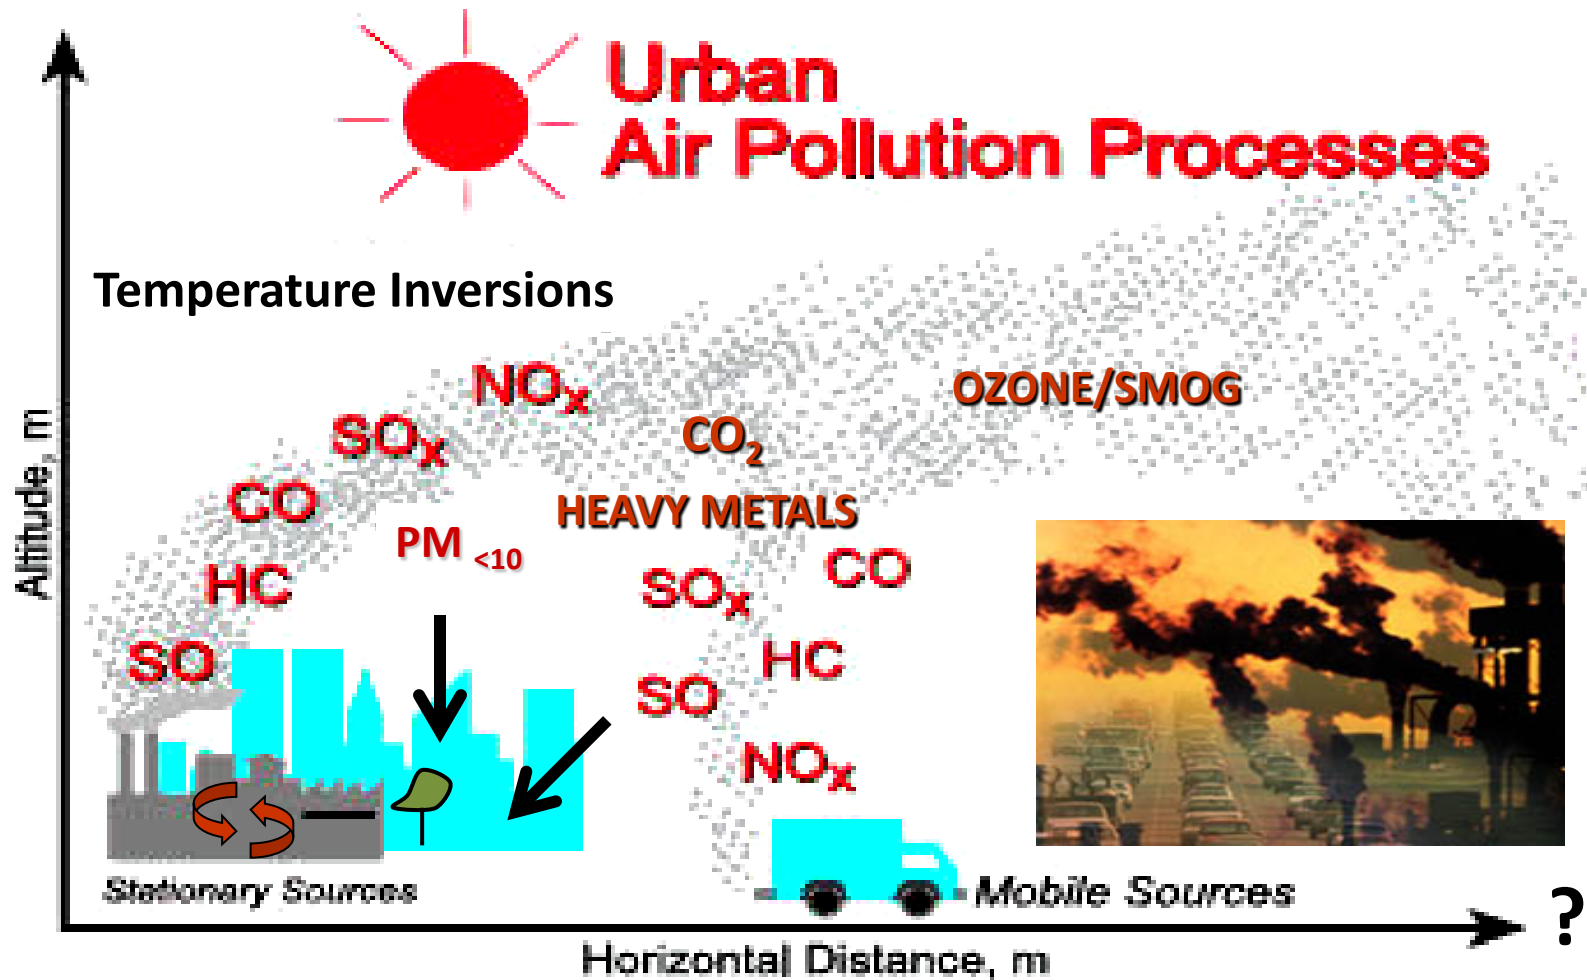 Urban
Air Pollution Processes
Temperature Inversions
NOx
SOx
CO
HC
SO
PM <10
CO2
HEAVY METALS
OZONE/SMOG
SOx
CO
HC
SO
NOx
Altitude, m
Stationary Sources
Mobile Sources
?
Horizontal Distance, m